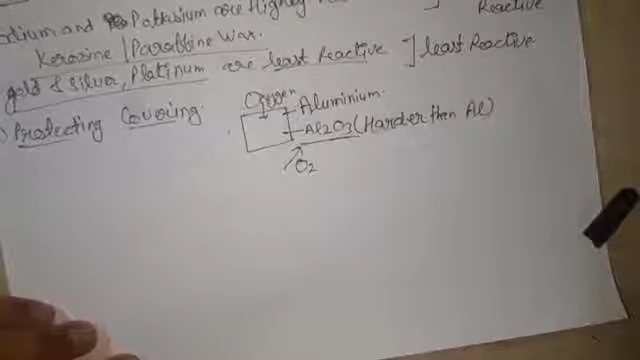 Sodium and Potassium are Highly
Reactive
Kerosine / Parabbine Wax.
gold & Silver, Platinum are least Reactive ] least Reactive
Protecting Covering.
Oxygen
Aluminium.
Al2O3 (Harder then Al)
O2